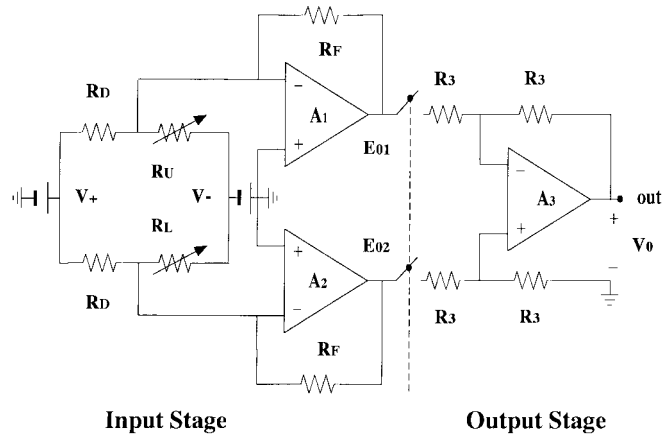 RF
RD
R3
R3
−
A1
+
E01
RU
V+
V-
−
A3
+
out
+
V0
−
RL
E02
+
A2
−
RD
R3
R3
RF
Input Stage
Output Stage